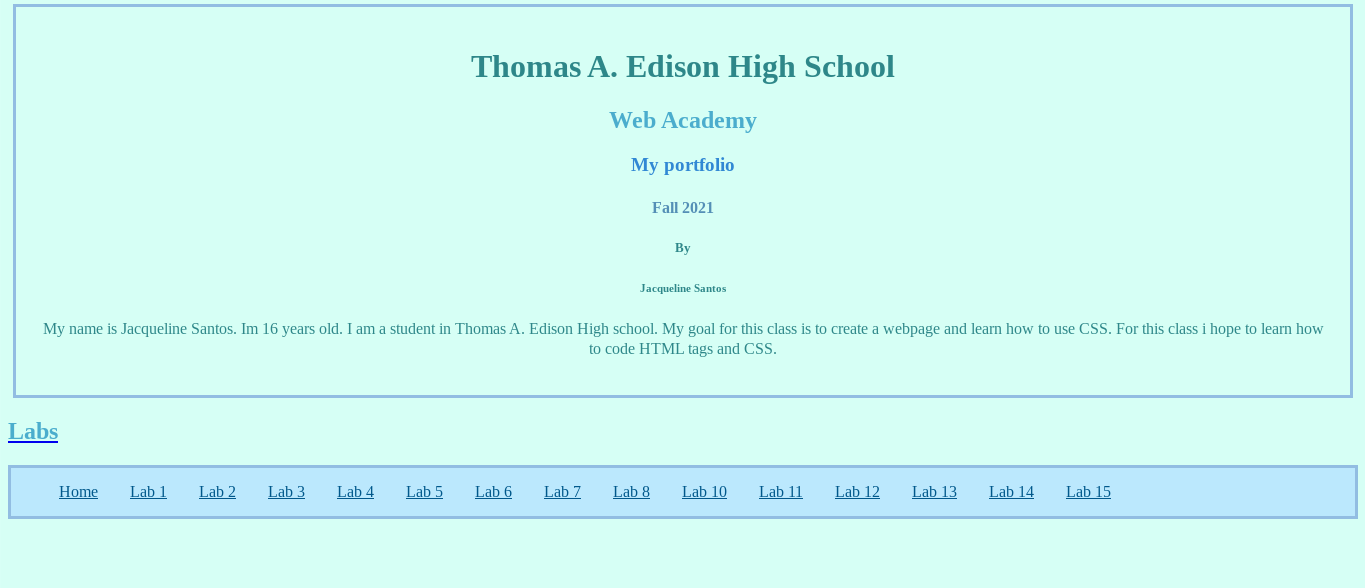 Thomas A. Edison High School
Web Academy
My portfolio
Fall 2021
By
Jacqueline Santos
My name is Jacqueline Santos. Im 16 years old. I am a student in Thomas A. Edison High school. My goal for this class is to create a webpage and learn how to use CSS. For this class i hope to learn how
to code HTML tags and CSS.
Labs
Home Lab 1 Lab 2 Lab 3 Lab 4 Lab 5 Lab 6 Lab 7 Lab 8 Lab 10 Lab 11 Lab 12 Lab 13 Lab 14 Lab 15